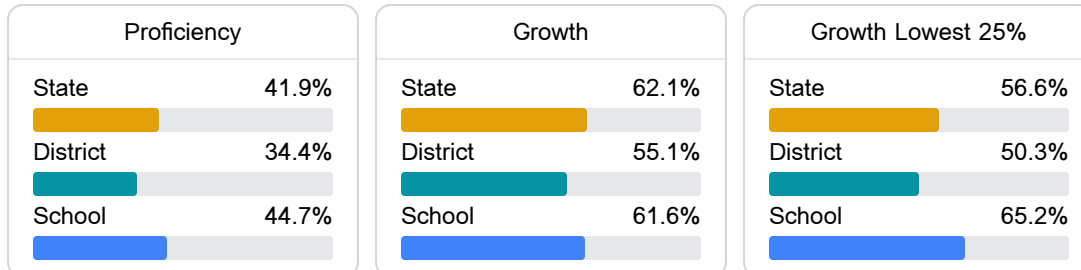 Proficiency
State 41.9%
District 34.4%
School 44.7%
Growth
State 62.1%
District 55.1%
School 61.6%
Growth Lowest 25%
State 56.6%
District 50.3%
School 65.2%